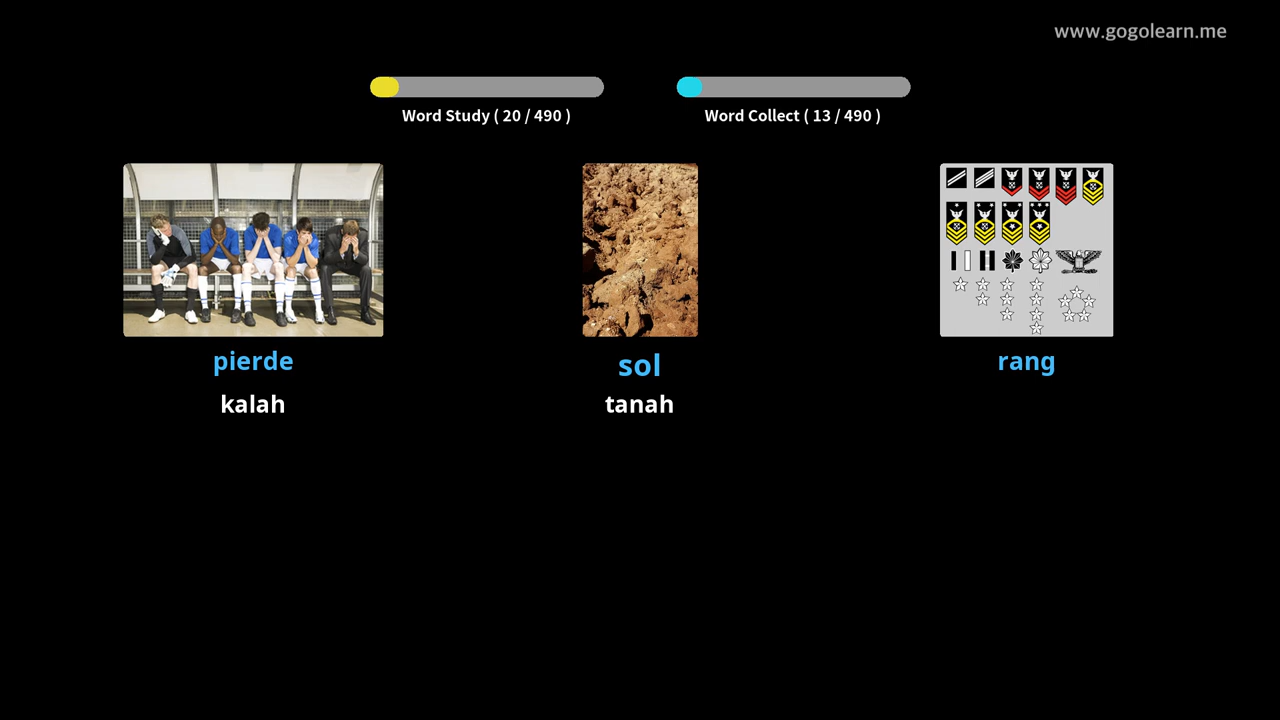 www.gogolearn.me
Word Study ( 20 / 490 )
Word Collect ( 13 / 490 )
pierde
sol
rang
kalah
tanah